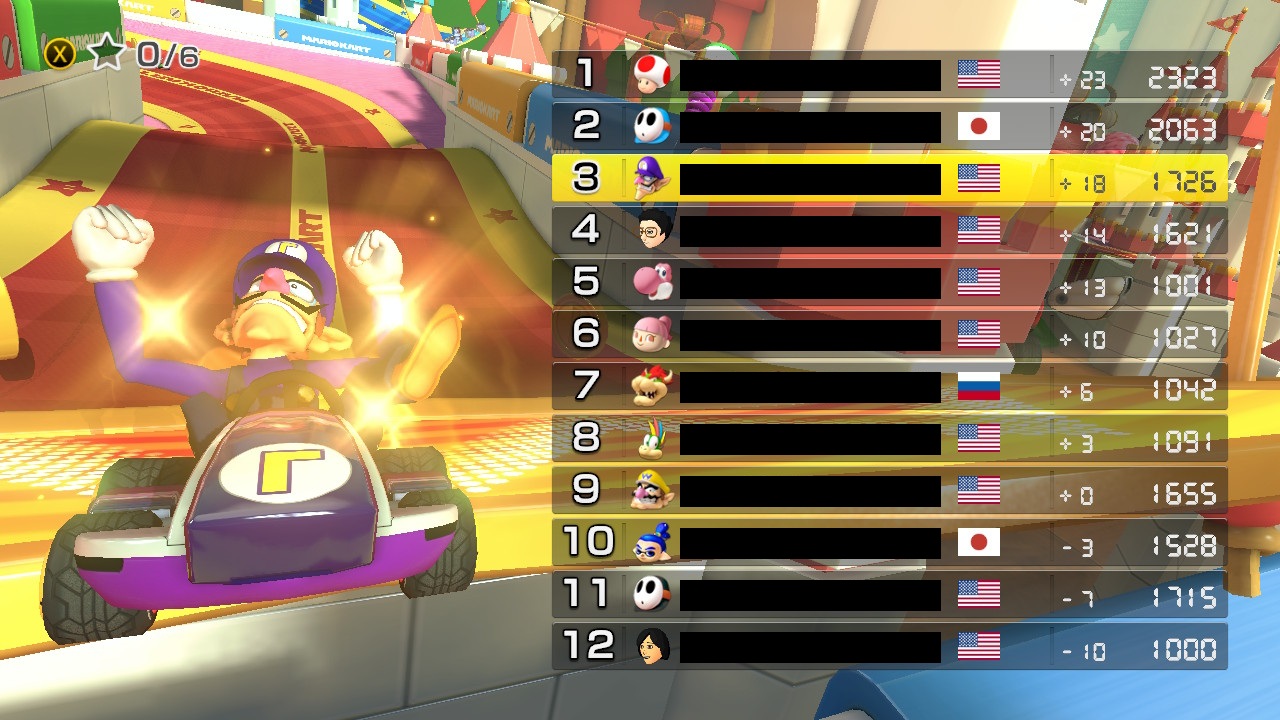 X 0/6
MARIOKART
MARIOKART
1 + 23 2323
2 + 20 2063
3 + 18 1726
4 + 14 1621
5 + 13 1001
6 + 10 1027
7 + 6 1042
8 + 3 1091
9 + 0 1655
10 - 3 1528
11 - 7 1715
12 - 10 1000